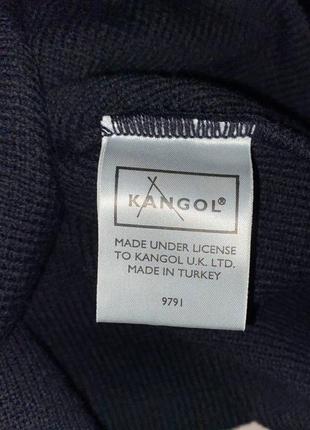 KANGOL®
MADE UNDER LICENSE
TO KANGOL U.K. LTD.
MADE IN TURKEY
9791